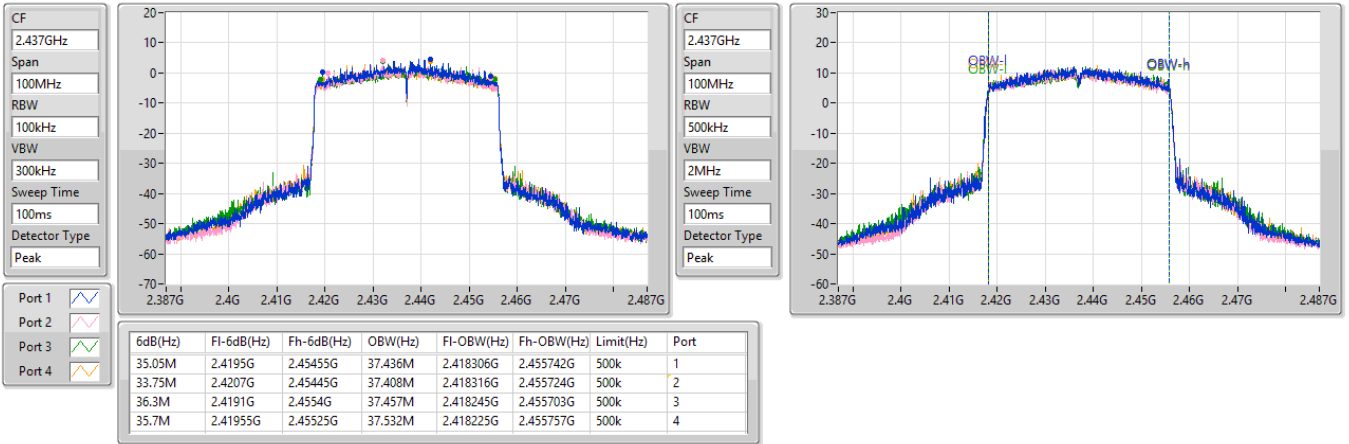 CF
2.437GHz
Span
100MHz
RBW
100kHz
VBW
300kHz
Sweep Time
100ms
Detector Type
Peak
20
10
0
-10
-20
-30
-40
-50
-60
-70
2.387G 2.4G 2.41G 2.42G 2.43G 2.44G 2.45G 2.46G 2.47G 2.487G
CF
2.437GHz
Span
100MHz
RBW
500kHz
VBW
2MHz
Sweep Time
100ms
Detector Type
Peak
30
20
10
0
-10
-20
-30
-40
-50
-60
OBW-l OBW-h
2.387G 2.4G 2.41G 2.42G 2.43G 2.44G 2.45G 2.46G 2.47G 2.487G
Port 1
Port 2
Port 3
Port 4
6dB(Hz) Fl-6dB(Hz) Fh-6dB(Hz) OBW(Hz) Fl-OBW(Hz) Fh-OBW(Hz) Limit(Hz) Port
35.05M 2.4195G 2.45455G 37.436M 2.418306G 2.455742G 500k 1
33.75M 2.4207G 2.45445G 37.408M 2.418316G 2.455724G 500k 2
36.3M 2.4191G 2.4554G 37.457M 2.418245G 2.455703G 500k 3
35.7M 2.41955G 2.45525G 37.532M 2.418225G 2.455757G 500k 4